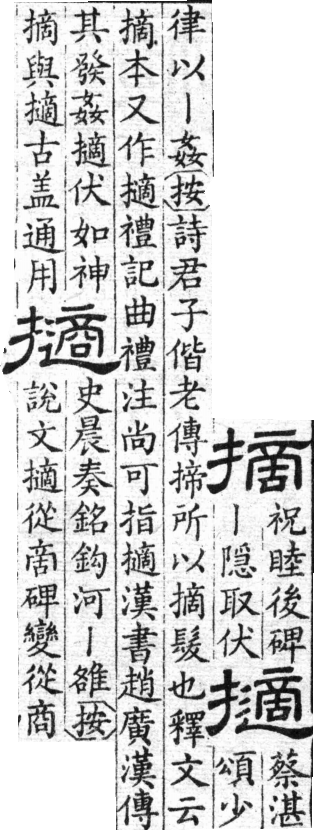 摘
祝睦後碑
丨隐取伏
擿
蔡湛
頌少
律以丨姦按詩君子偕老傳揥所以摘髮也釋文云
摘本又作擿禮記曲禮注尚可指擿漢書趙廣漢傳
其發姦擿伏如神
摘與擿古盖通用
擿
史晨奏銘鈎河丨雒按
說文擿從啻碑變從商